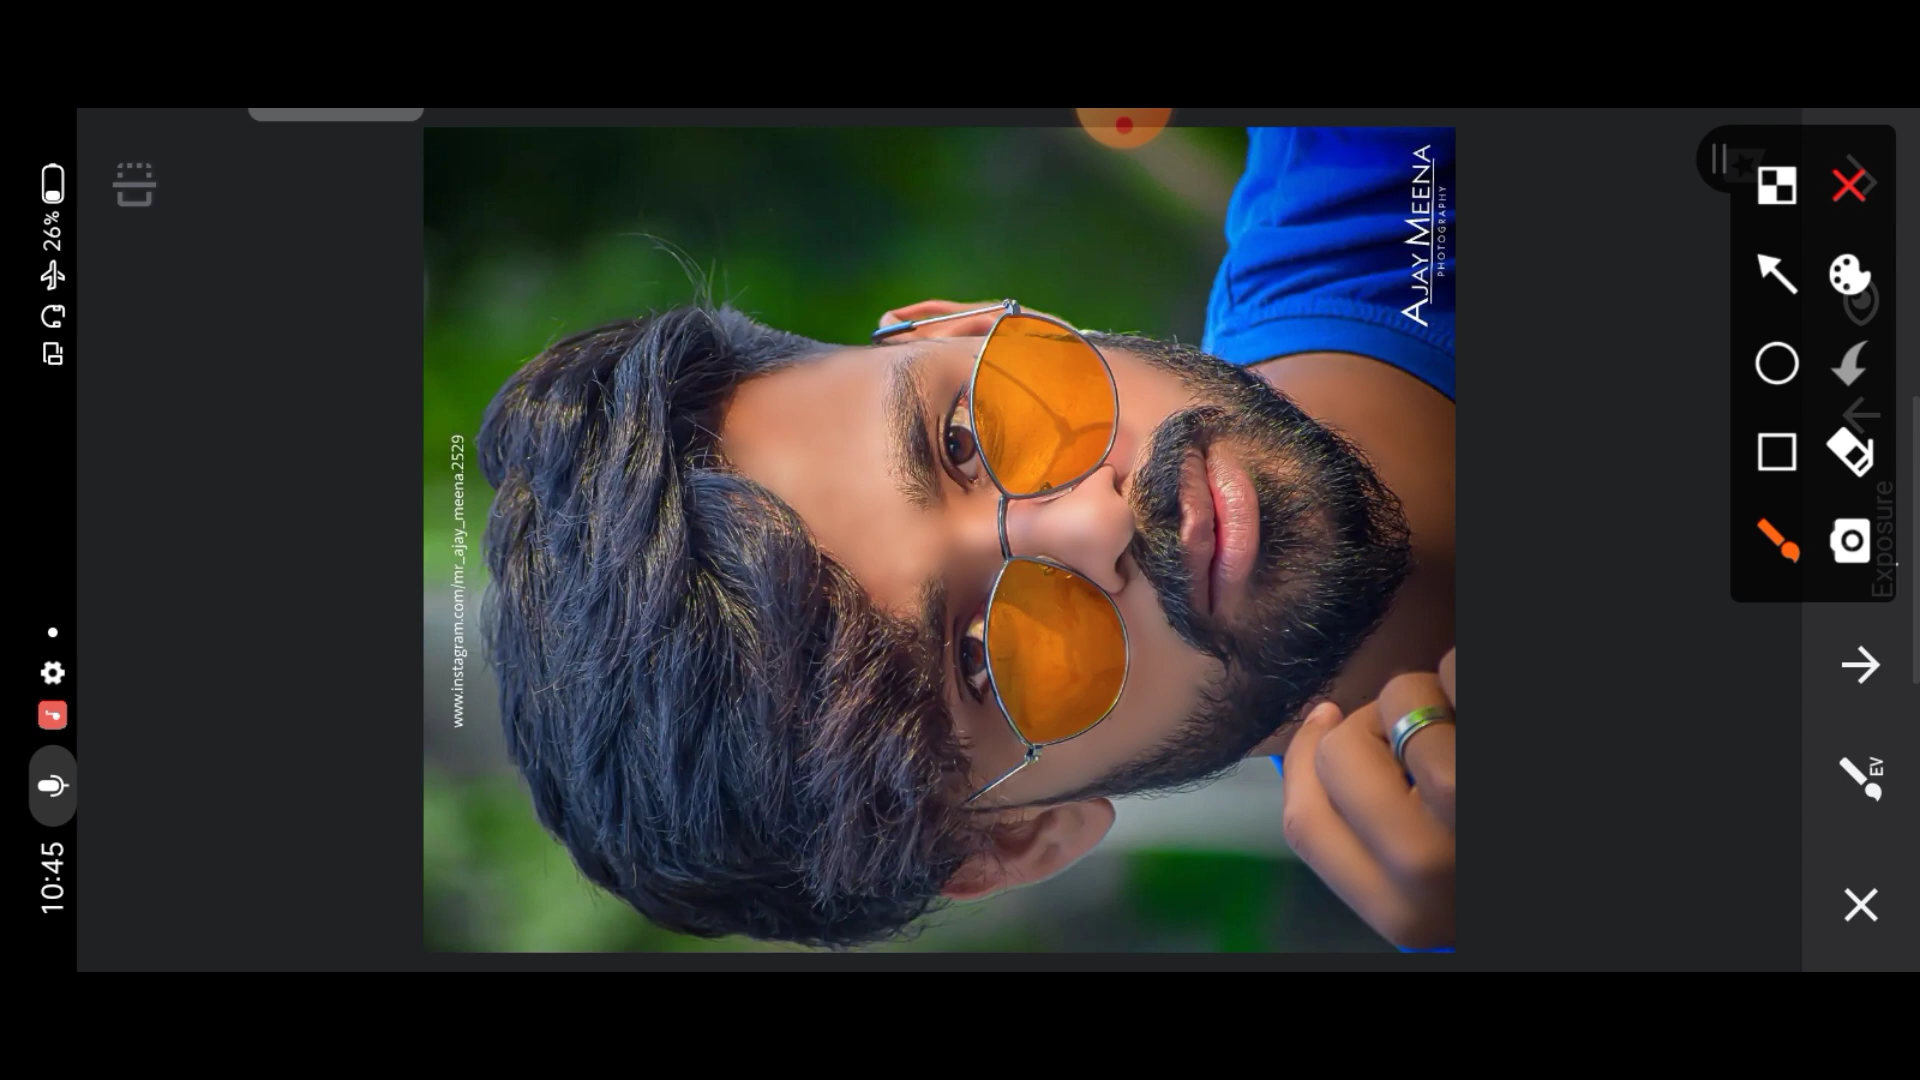 10:45
26%
www.instagram.com/mr_ajay_meena.2529
AJAY MEENA
PHOTOGRAPHY
Exposure
EV